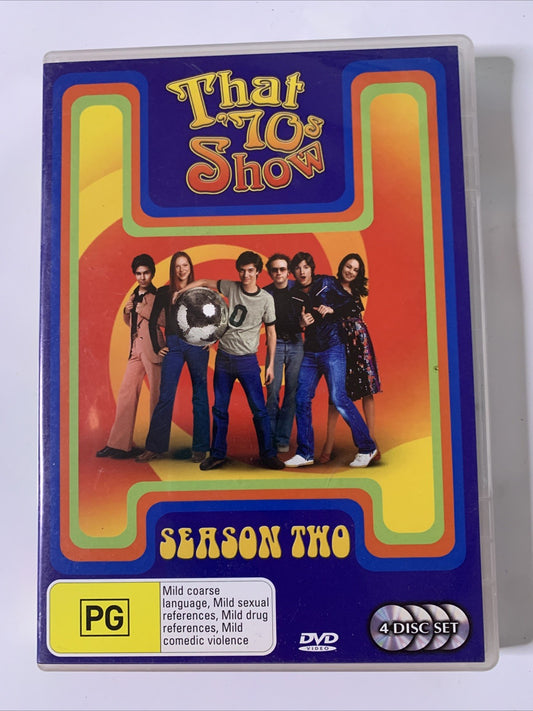 That
'70s
Show
0
SEASON TWO
PG
Mild coarse
language, Mild sexual
references, Mild drug
references, Mild
comedic violence
DVD
VIDEO
4 DISC SET